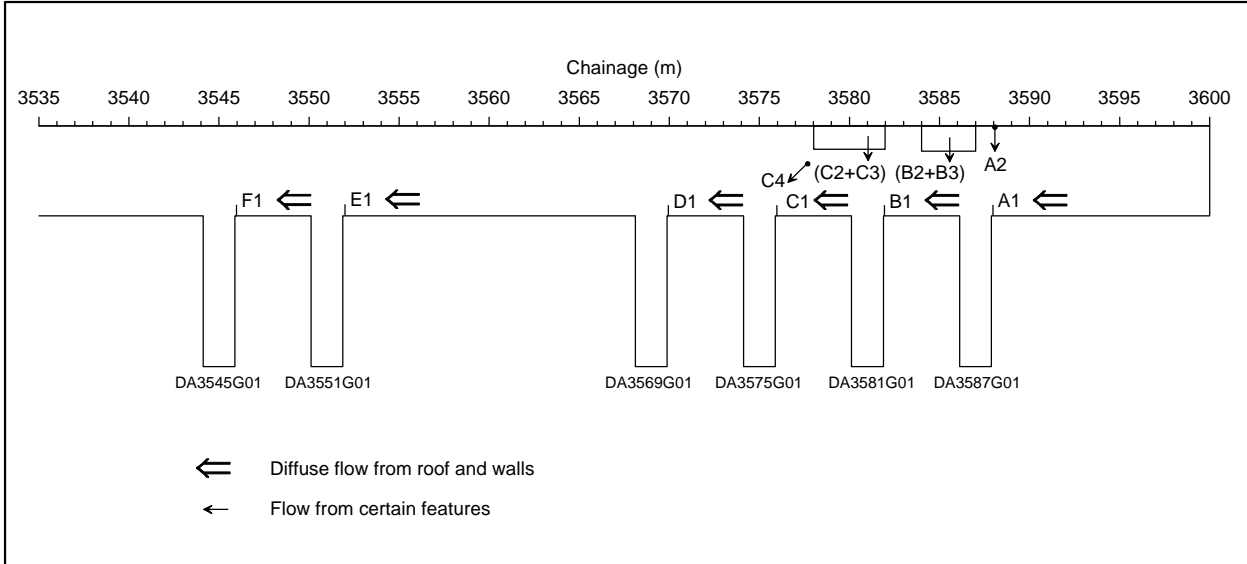 Chainage (m)
3535 3540 3545 3550 3555 3560 3565 3570 3575 3580 3585 3590 3595 3600
C4 (C2+C3) (B2+B3) A2
F1 E1 D1 C1 B1 A1
DA3545G01 DA3551G01 DA3569G01 DA3575G01 DA3581G01 DA3587G01
Diffuse flow from roof and walls
Flow from certain features